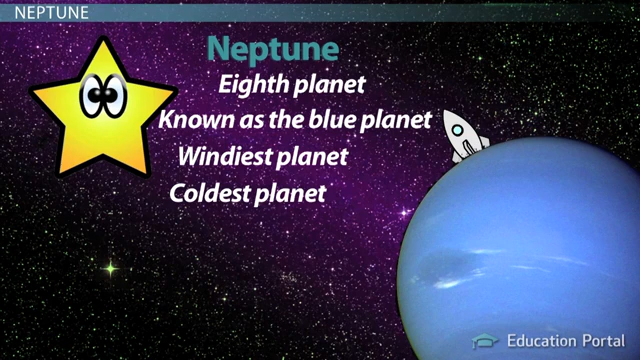 NEPTUNE
Neptune
Eighth planet
Known as the blue planet
Windiest planet
Coldest planet
Education Portal